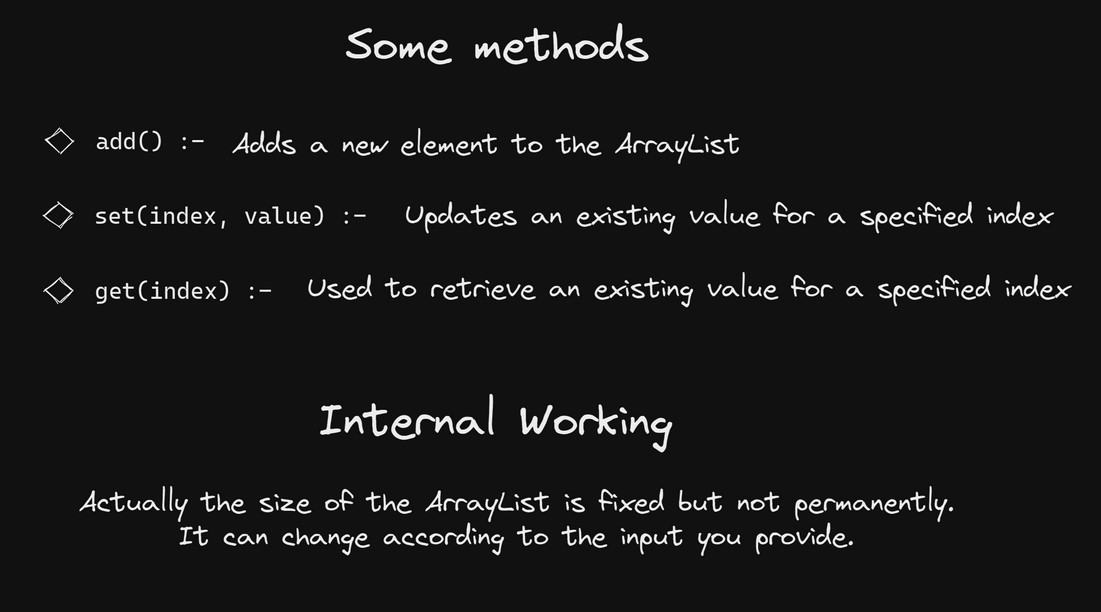 Some methods
add() :- Adds a new element to the ArrayList
set(index, value) :- Updates an existing value for a specified index
get(index) :- Used to retrieve an existing value for a specified index
Internal Working
Actually the size of the ArrayList is fixed but not permanently.
It can change according to the input you provide.